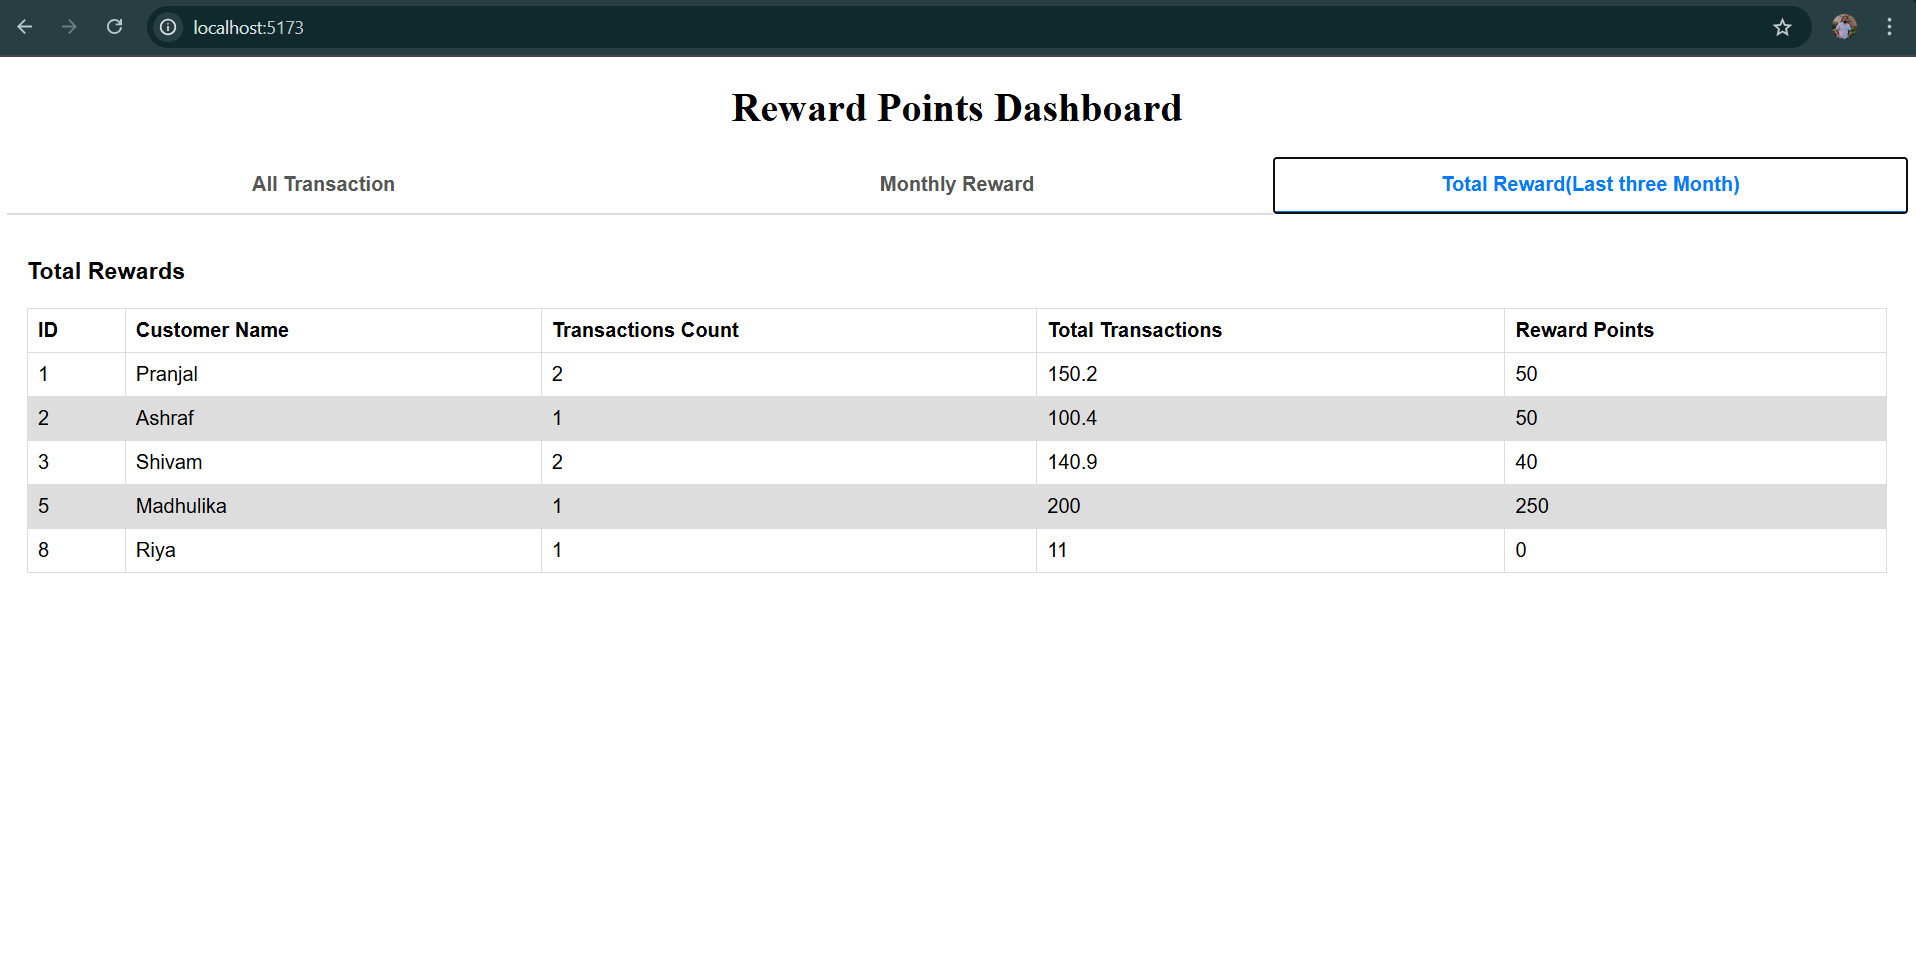 localhost:5173
Reward Points Dashboard
All Transaction Monthly Reward Total Reward(Last three Month)
Total Rewards
ID Customer Name Transactions Count Total Transactions Reward Points
1 Pranjal 2 150.2 50
2 Ashraf 1 100.4 50
3 Shivam 2 140.9 40
5 Madhulika 1 200 250
8 Riya 1 11 0